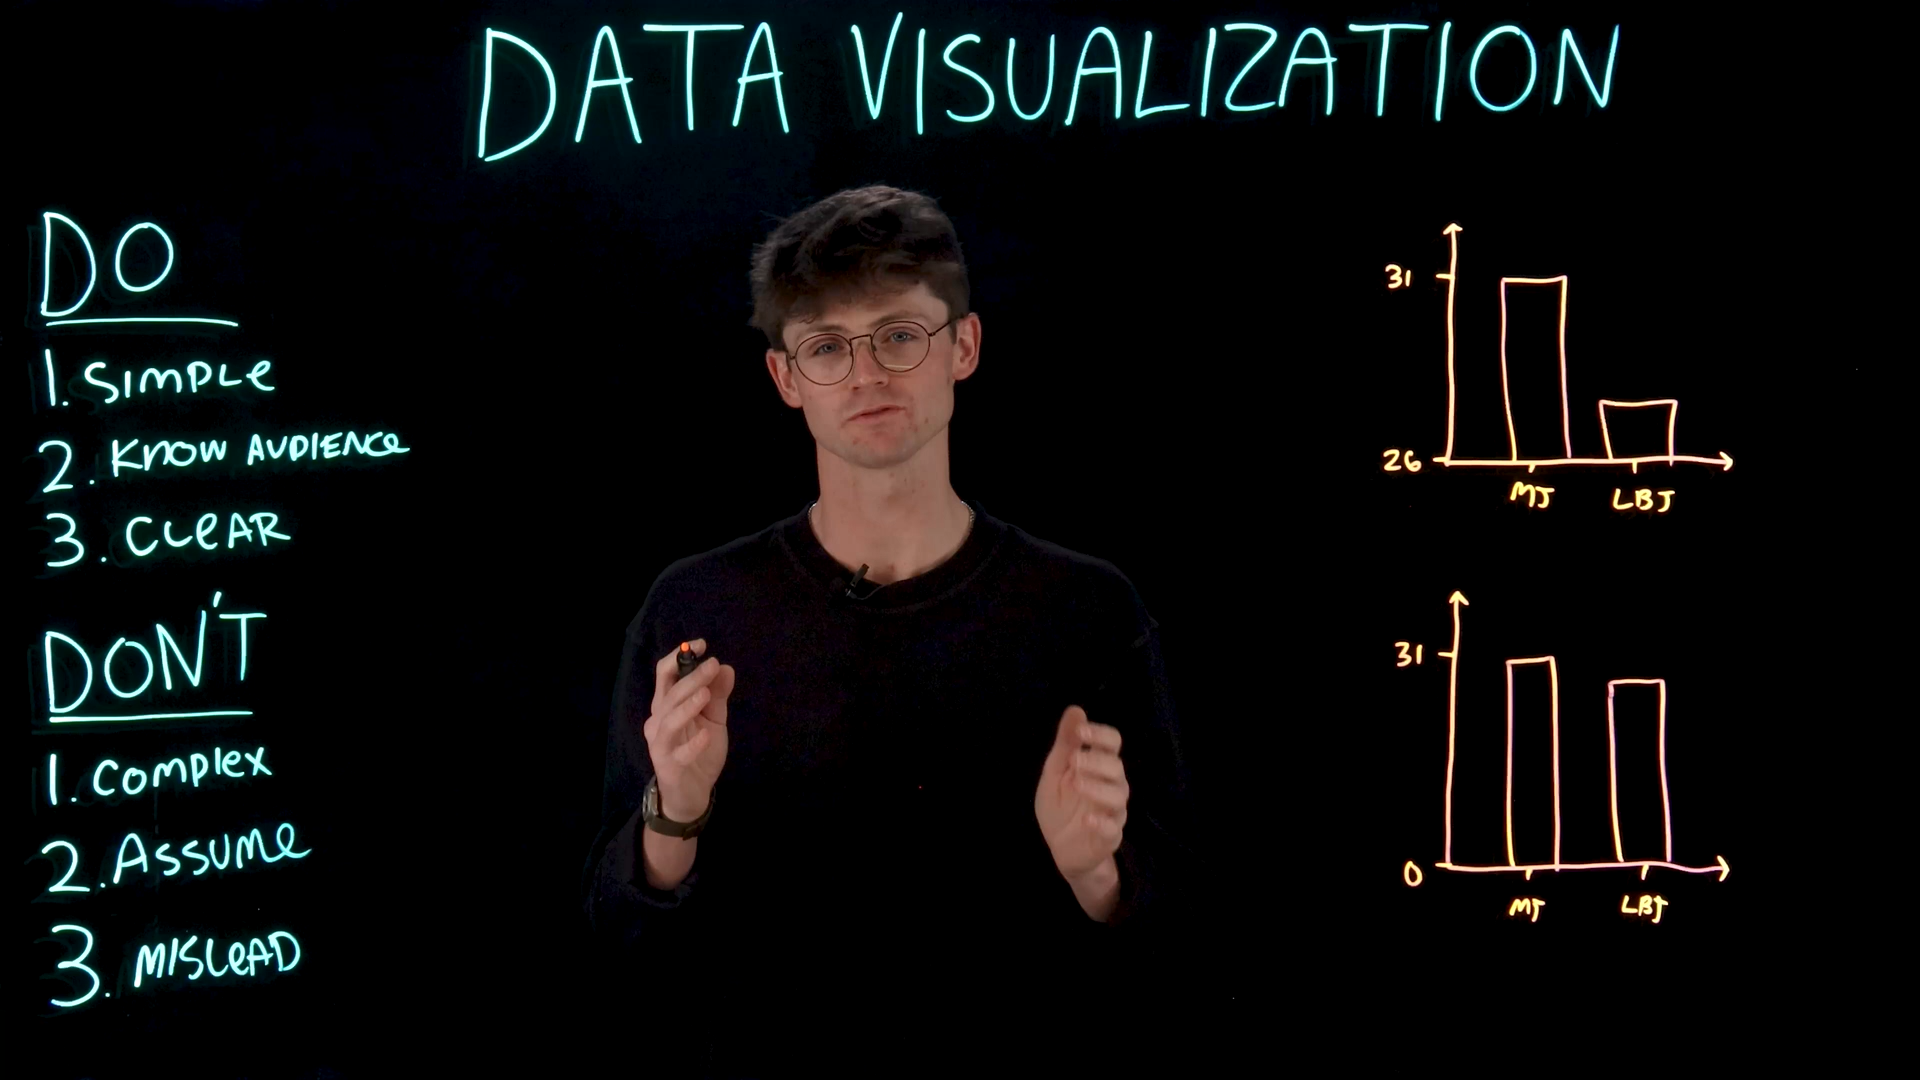 DATA VISUALIZATION
DO
1. SIMPLE
2. KNOW AUDIENCE
3. CLEAR
DON'T
1. COMPLEX
2. ASSUME
3. MISLEAD
31
26
MJ LBJ
31
0
MJ LBJ